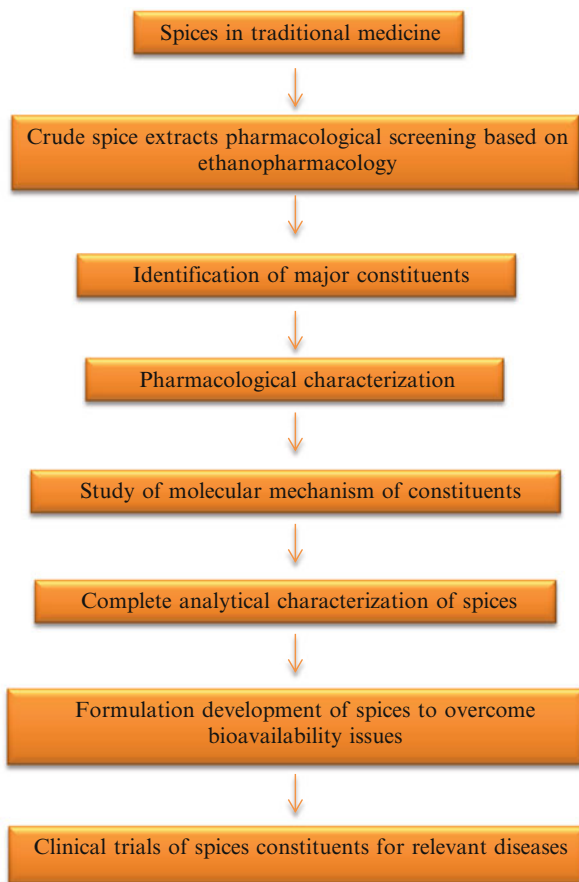 Spices in traditional medicine
Crude spice extracts pharmacological screening based on
ethanopharmacology
Identification of major constituents
Pharmacological characterization
Study of molecular mechanism of constituents
Complete analytical characterization of spices
Formulation development of spices to overcome
bioavailability issues
Clinical trials of spices constituents for relevant diseases